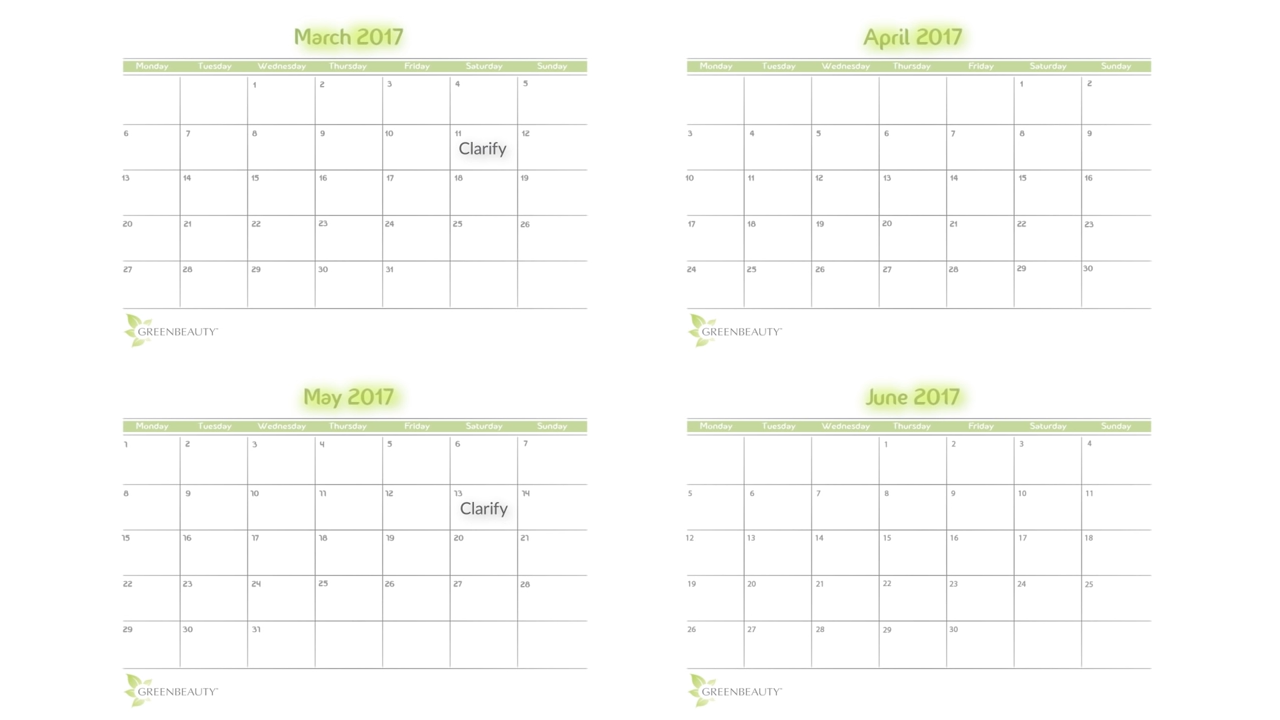 March 2017
Monday Tuesday Wednesday Thursday Friday Saturday Sunday
1 2 3 4 5
6 7 8 9 10 11 12
Clarify
13 14 15 16 17 18 19
20 21 22 23 24 25 26
27 28 29 30 31
GREENBEAUTY™
April 2017
Monday Tuesday Wednesday Thursday Friday Saturday Sunday
1 2
3 4 5 6 7 8 9
10 11 12 13 14 15 16
17 18 19 20 21 22 23
24 25 26 27 28 29 30
GREENBEAUTY™
May 2017
Monday Tuesday Wednesday Thursday Friday Saturday Sunday
1 2 3 4 5 6 7
8 9 10 11 12 13 14
Clarify
15 16 17 18 19 20 21
22 23 24 25 26 27 28
29 30 31
GREENBEAUTY™
June 2017
Monday Tuesday Wednesday Thursday Friday Saturday Sunday
1 2 3 4
5 6 7 8 9 10 11
12 13 14 15 16 17 18
19 20 21 22 23 24 25
26 27 28 29 30
GREENBEAUTY™